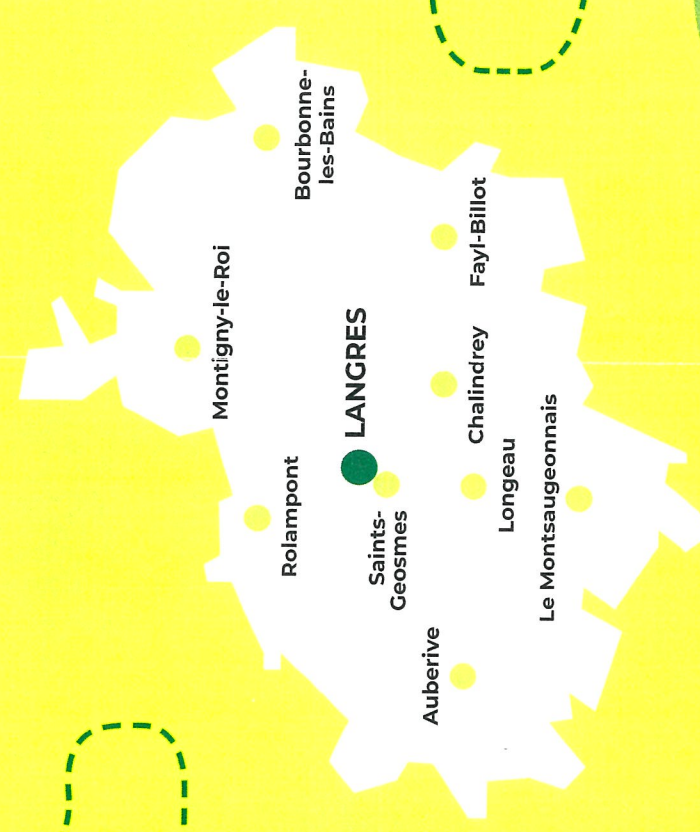 Montigny-le-Roi
Rolampont
Bourbonne-
les-Bains
LANGRES
Saints-
Geosmes
Auberive
Chalindrey
Fayl-Billot
Longeau
Le Montsaugeonnais